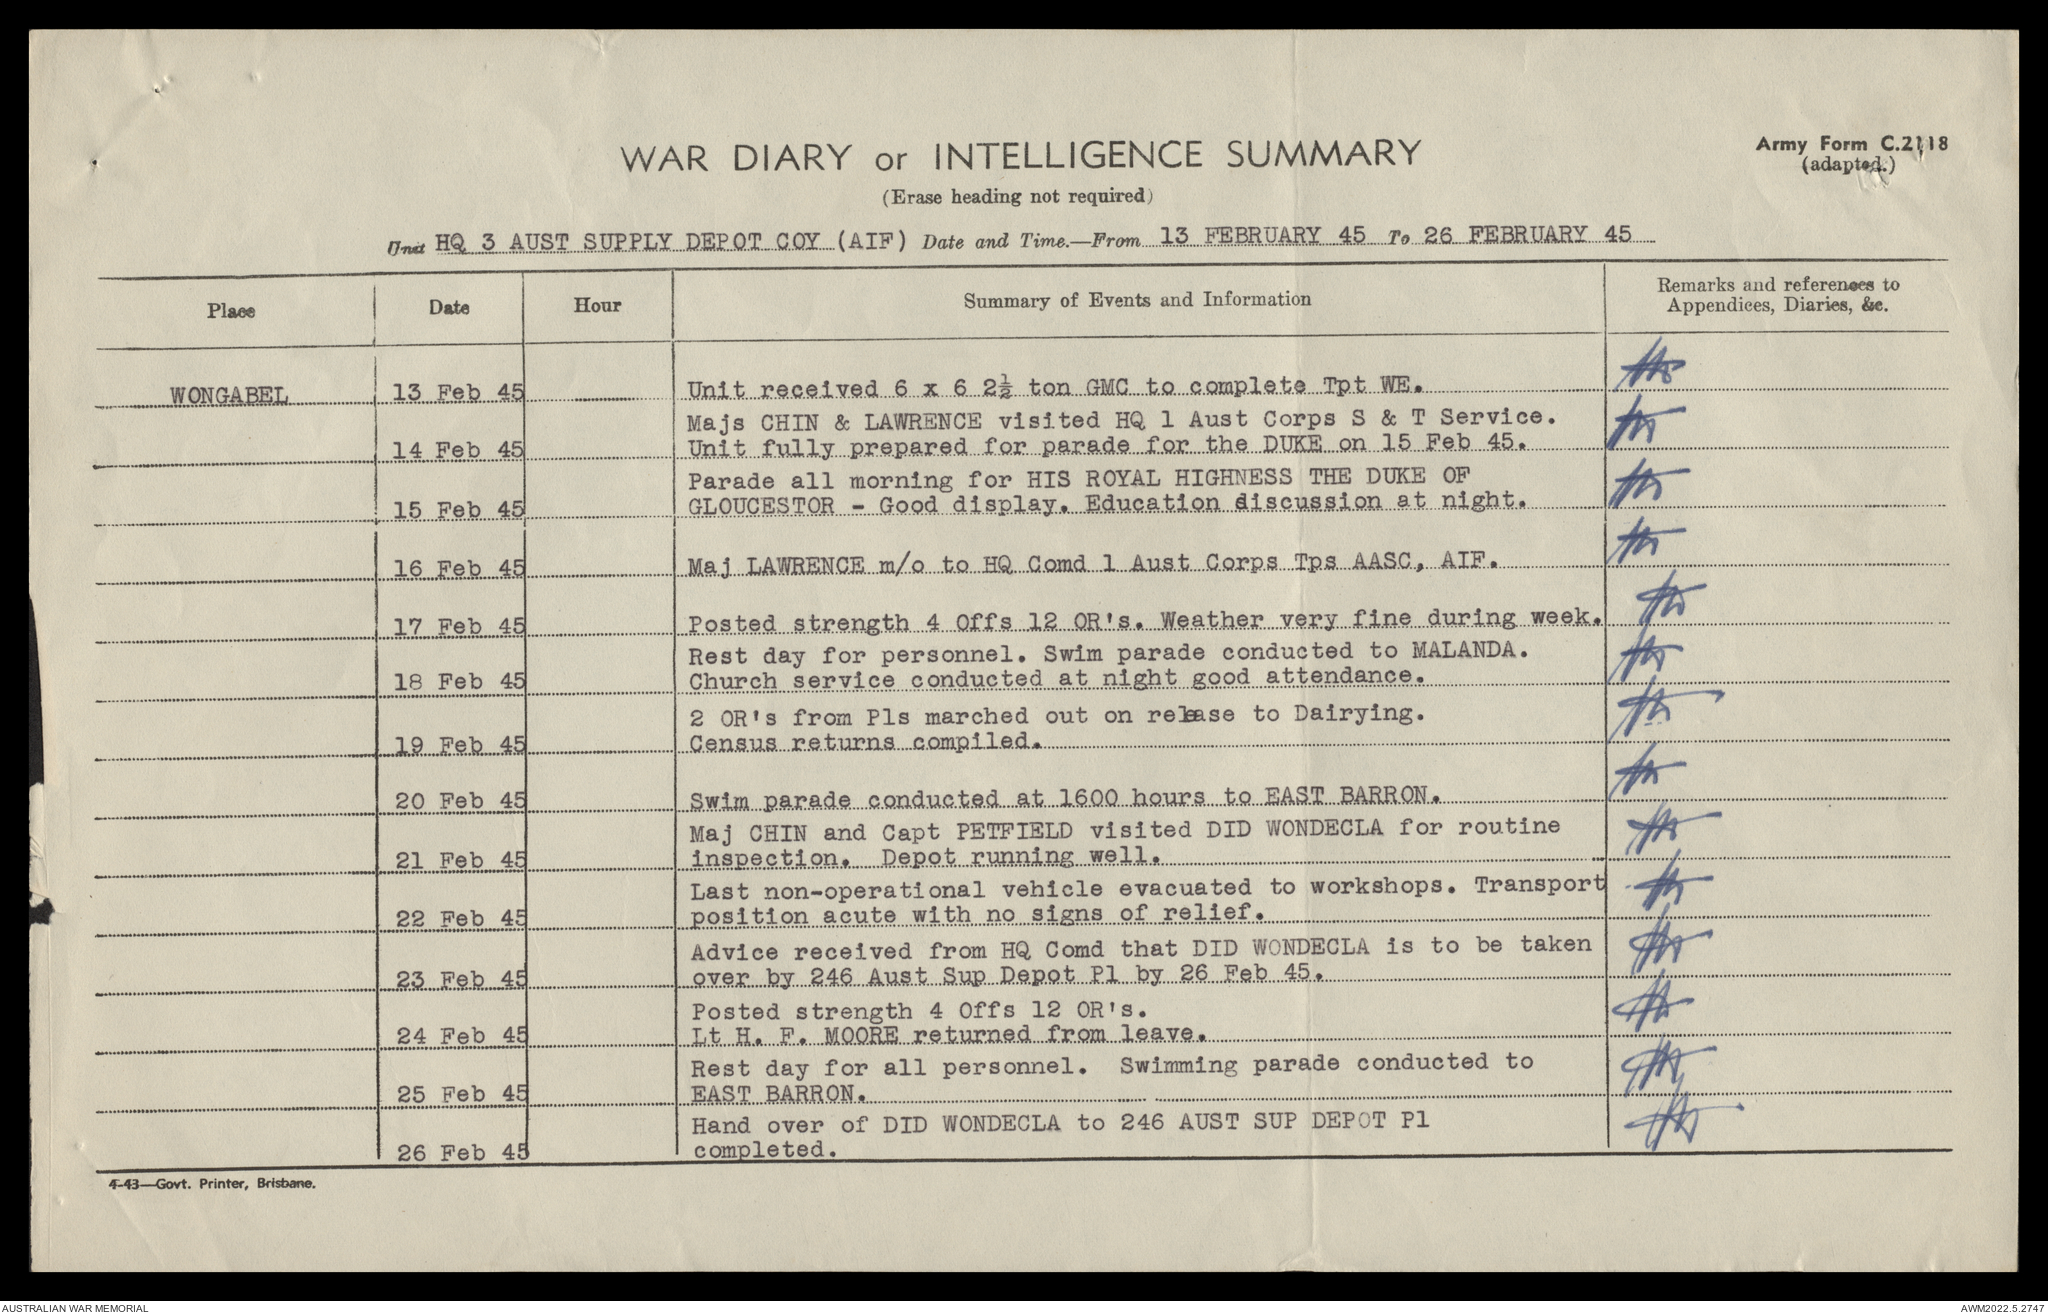 WAR DIARY or INTELLIGENCE SUMMARY
Army Form C.2118
(adapted.)
(Erase heading not required)
Unit HQ 3 AUST SUPPLY DEPOT COY (AIF) Date and Time.—From 13 FEBRUARY 45 To 26 FEBRUARY 45
Place Date Hour Summary of Events and Information Remarks and references to
Appendices, Diaries, &c.
WONGABEL 13 Feb 45 Unit received 6 x 6 2½ ton GMC to complete Tpt WE.
Majs CHIN & LAWRENCE visited HQ 1 Aust Corps S & T Service.
14 Feb 45 Unit fully prepared for parade for the DUKE on 15 Feb 45.
Parade all morning for HIS ROYAL HIGHNESS THE DUKE OF
15 Feb 45 GLOUCESTOR - Good display. Education discussion at night.
16 Feb 45 Maj LAWRENCE m/o to HQ Comd 1 Aust Corps Tps AASC, AIF.
17 Feb 45 Posted strength 4 Offs 12 OR's. Weather very fine during week.
Rest day for personnel. Swim parade conducted to MALANDA.
18 Feb 45 Church service conducted at night good attendance.
2 OR's from Pls marched out on release to Dairying.
19 Feb 45 Census returns compiled.
20 Feb 45 Swim parade conducted at 1600 hours to EAST BARRON.
Maj CHIN and Capt PETFIELD visited DID WONDECLA for routine
21 Feb 45 inspection. Depot running well.
Last non-operational vehicle evacuated to workshops. Transport
22 Feb 45 position acute with no signs of relief.
Advice received from HQ Comd that DID WONDECLA is to be taken
23 Feb 45 over by 246 Aust Sup Depot Pl by 26 Feb 45.
Posted strength 4 Offs 12 OR's.
24 Feb 45 Lt H. F. MOORE returned from leave.
Rest day for all personnel. Swimming parade conducted to
25 Feb 45 EAST BARRON.
Hand over of DID WONDECLA to 246 AUST SUP DEPOT Pl
26 Feb 45 completed.
4-43—Govt. Printer, Brisbane.
AUSTRALIAN WAR MEMORIAL
AWM2022.5.2747